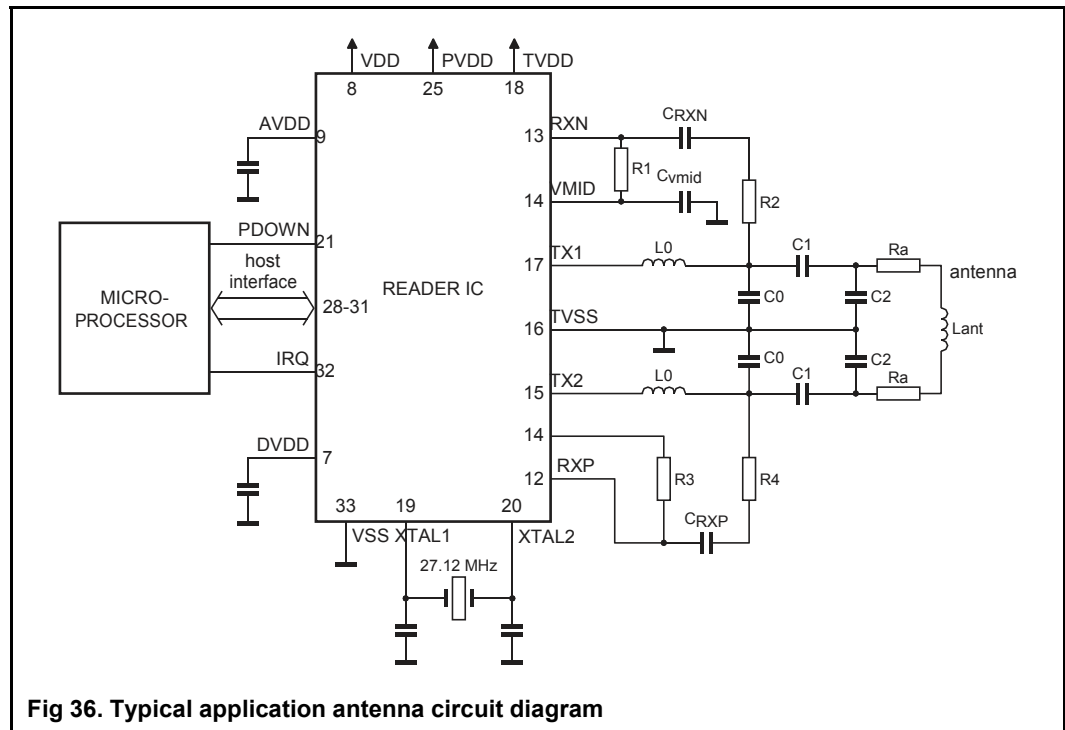 VDD PVDD TVDD
8 25 18
AVDD
9
13 RXN
CRXN
R1
Cvmid
14 VMID
R2
PDOWN
21
host
interface
MICRO-
PROCESSOR
28-31
READER IC
17 TX1
L0
C1
Ra
antenna
C0
C2
16 TVSS
Lant
IRQ
32
C0
C2
15 TX2
L0
C1
Ra
DVDD
7
14
12 RXP
R3
R4
CRXP
33 19 20
VSS XTAL1 XTAL2
27.12 MHz
Fig 36. Typical application antenna circuit diagram